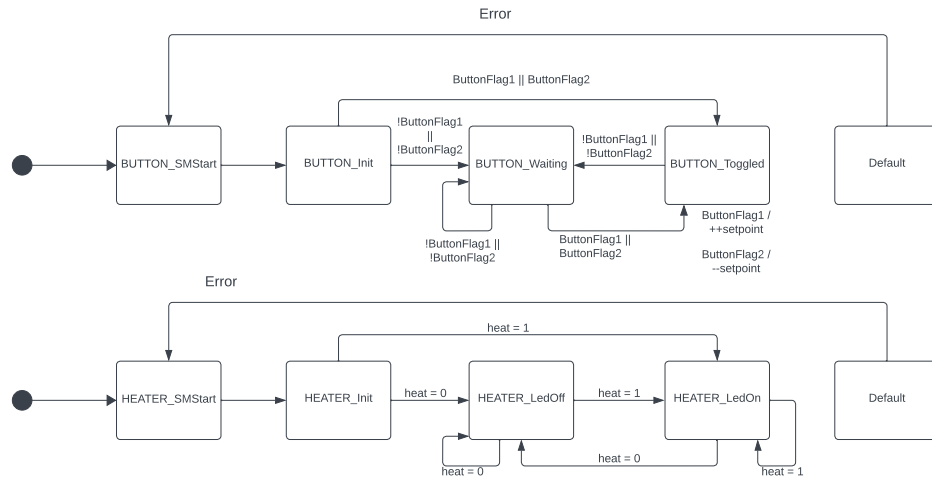 Error
ButtonFlag1 || ButtonFlag2
!ButtonFlag1
||
!ButtonFlag2
!ButtonFlag1 ||
!ButtonFlag2
BUTTON_SMStart
BUTTON_Init
BUTTON_Waiting
BUTTON_Toggled
Default
!ButtonFlag1 ||
!ButtonFlag2
ButtonFlag1 ||
ButtonFlag2
ButtonFlag1 /
++setpoint
ButtonFlag2 /
--setpoint
Error
heat = 1
HEATER_SMStart
HEATER_Init
heat = 0
HEATER_LedOff
heat = 1
HEATER_LedOn
Default
heat = 0
heat = 0
heat = 1